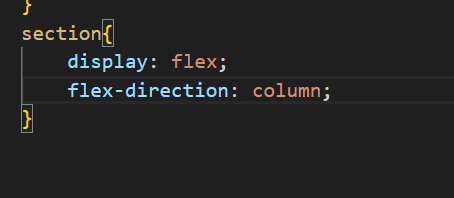 }
section{
    display: flex;
    flex-direction: column;
}